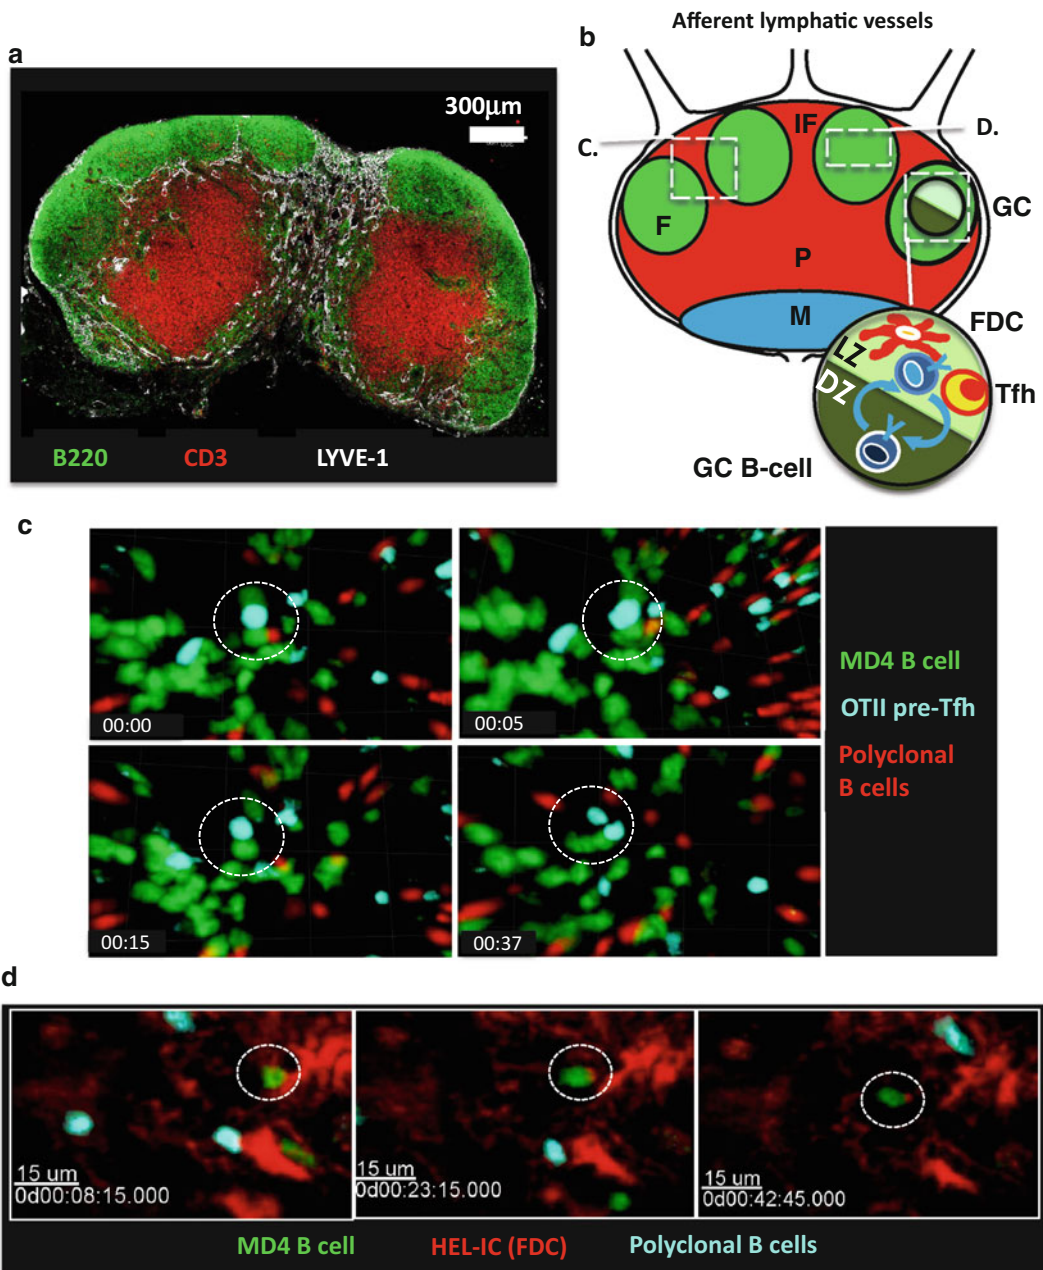 a
300µm
B220 CD3 LYVE-1
b
Afferent lymphatic vessels
C.
IF
D.
F
GC
P
M
FDC
LZ
DZ
Tfh
GC B-cell
c
00:00
00:05
00:15
00:37
MD4 B cell
OTII pre-Tfh
Polyclonal
B cells
d
15 um
0d00:08:15.000
15 um
0d00:23:15.000
15 um
0d00:42:45.000
MD4 B cell HEL-IC (FDC) Polyclonal B cells